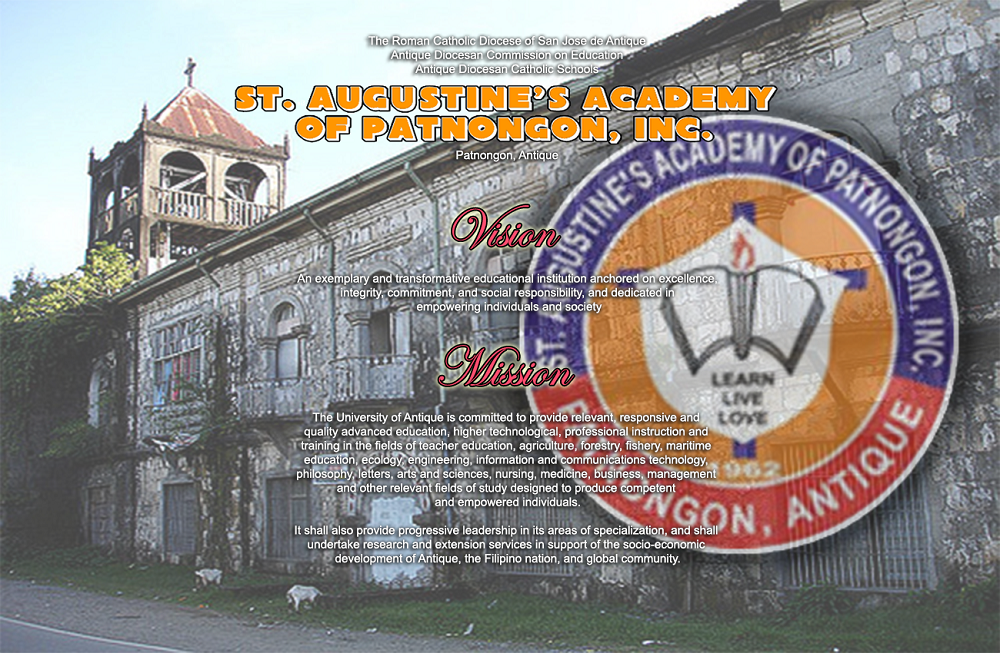 The Roman Catholic Diocese of San Jose de Antique
Antique Diocesan Commission on Education
Antique Diocesan Catholic Schools
ST. AUGUSTINE'S ACADEMY
OF PATNONGON, INC.
Patnongon, Antique
Vision
An exemplary and transformative educational institution anchored on excellence,
integrity, commitment, and social responsibility, and dedicated in
empowering individuals and society
Mission
The University of Antique is committed to provide relevant, responsive and
quality advanced education, higher technological, professional instruction and
training in the fields of teacher education, agriculture, forestry, fishery, maritime
education, ecology, engineering, information and communications technology,
philosophy, letters, arts and sciences, nursing, medicine, business, management
and other relevant fields of study designed to produce competent
and empowered individuals.
It shall also provide progressive leadership in its areas of specialization, and shall
undertake research and extension services in support of the socio-economic
development of Antique, the Filipino nation, and global community.
ST. AUGUSTINE'S ACADEMY OF PATNONGON, INC.
LEARN
LIVE
LOVE
1962
PATNONGON, ANTIQUE